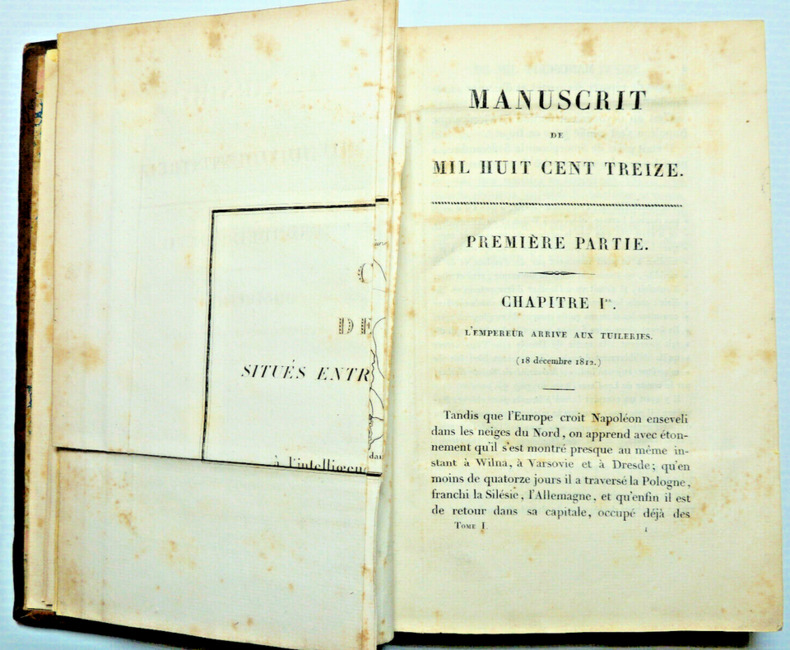 C
DE
SITUÉS ENTR
à l'intelligen
MANUSCRIT
DE
MIL HUIT CENT TREIZE.
PREMIÈRE PARTIE.
CHAPITRE Ier.
L'EMPEREUR ARRIVE AUX TUILERIES.
(18 décembre 1812.)
Tandis que l'Europe croit Napoléon enseveli
dans les neiges du Nord, on apprend avec éton-
nement qu'il s'est montré presque au même in-
stant à Wilna, à Varsovie et à Dresde; qu'en
moins de quatorze jours il a traversé la Pologne,
franchi la Silésie, l'Allemagne, et qu'enfin il est
de retour dans sa capitale, occupé déjà des
Tome I. 1